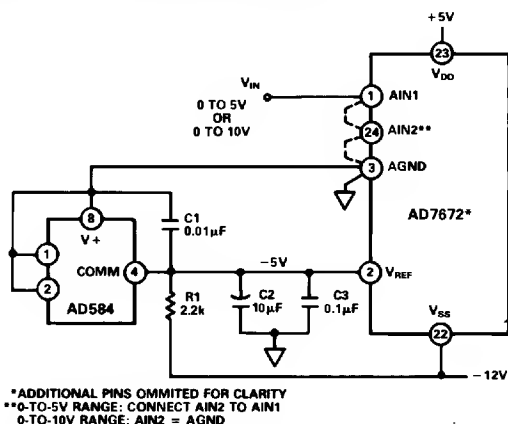 +5V
23
VDD
VIN
0 TO 5V
OR
0 TO 10V
1 AIN1
24 AIN2**
3 AGND
AD7672*
8
V+
C1
0.01μF
1
2
COMM 4
AD584
–5V
2 VREF
R1
2.2k
C2
10μF
C3
0.1μF
VSS
22
–12V
*ADDITIONAL PINS OMMITED FOR CLARITY
**0-TO-5V RANGE: CONNECT AIN2 TO AIN1
0-TO-10V RANGE: AIN2 = AGND